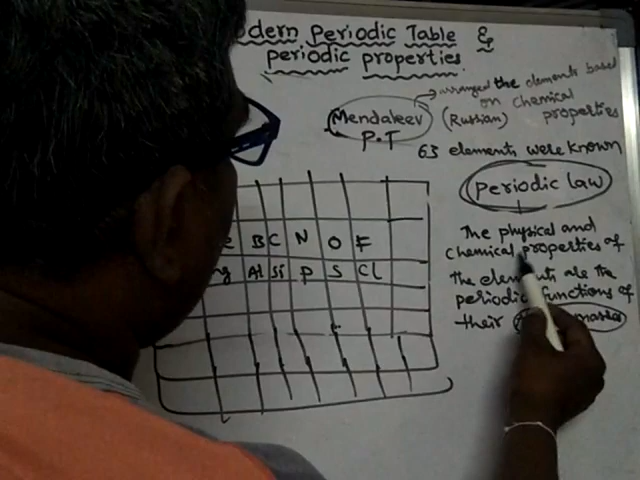 odern Periodic Table &
periodic properties.
arranged the elements based
on chemical
properties
Mendaleev
P.T
(Russian)
63 elements were known
Periodic law
The physical and
chemical properties of
the elements are the
periodic functions of
their
B C N O F
Al Si P S Cl